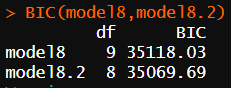 > BIC(model8,model8.2)
         df      BIC
model8    9 35118.03
model8.2  8 35069.69